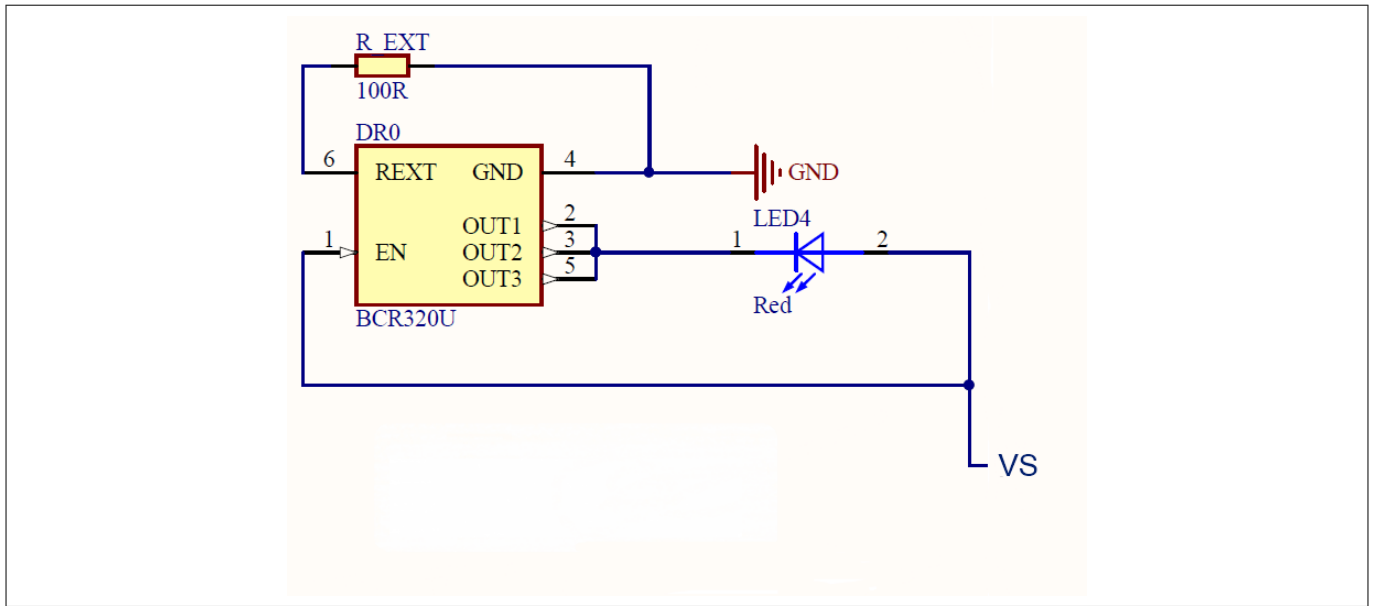 R_EXT
100R
DR0
6 REXT GND 4
GND
OUT1 2
1 EN OUT2 3
OUT3 5
BCR320U
LED4
1 2
Red
VS